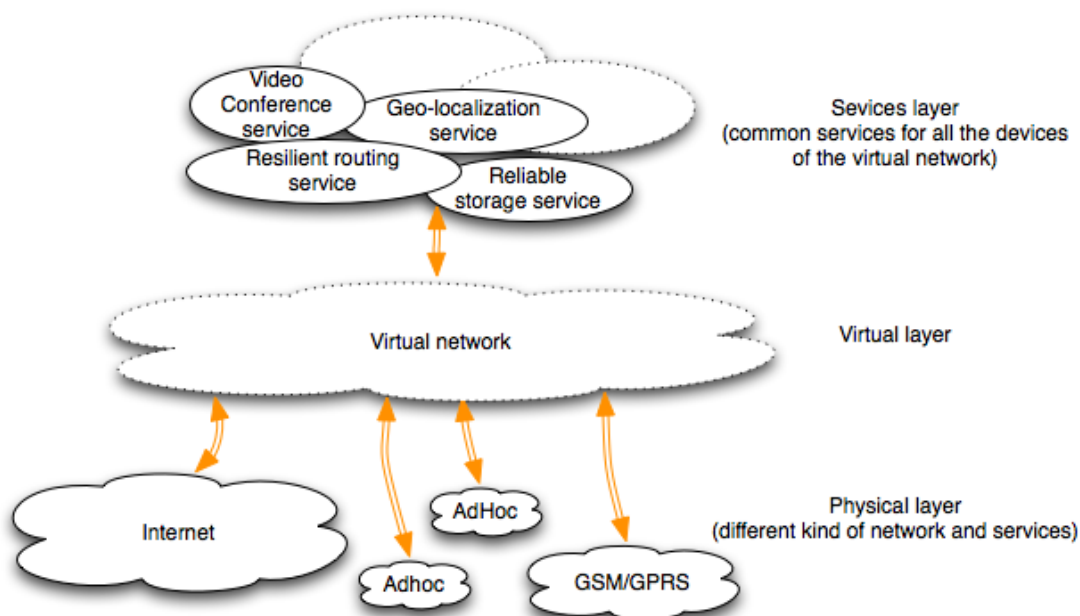 Video
Conference
service
Geo-localization
service
Resilient routing
service
Reliable
storage service
Sevices layer
(common services for all the devices
of the virtual network)
Virtual network
Virtual layer
Internet
AdHoc
Adhoc
GSM/GPRS
Physical layer
(different kind of network and services)